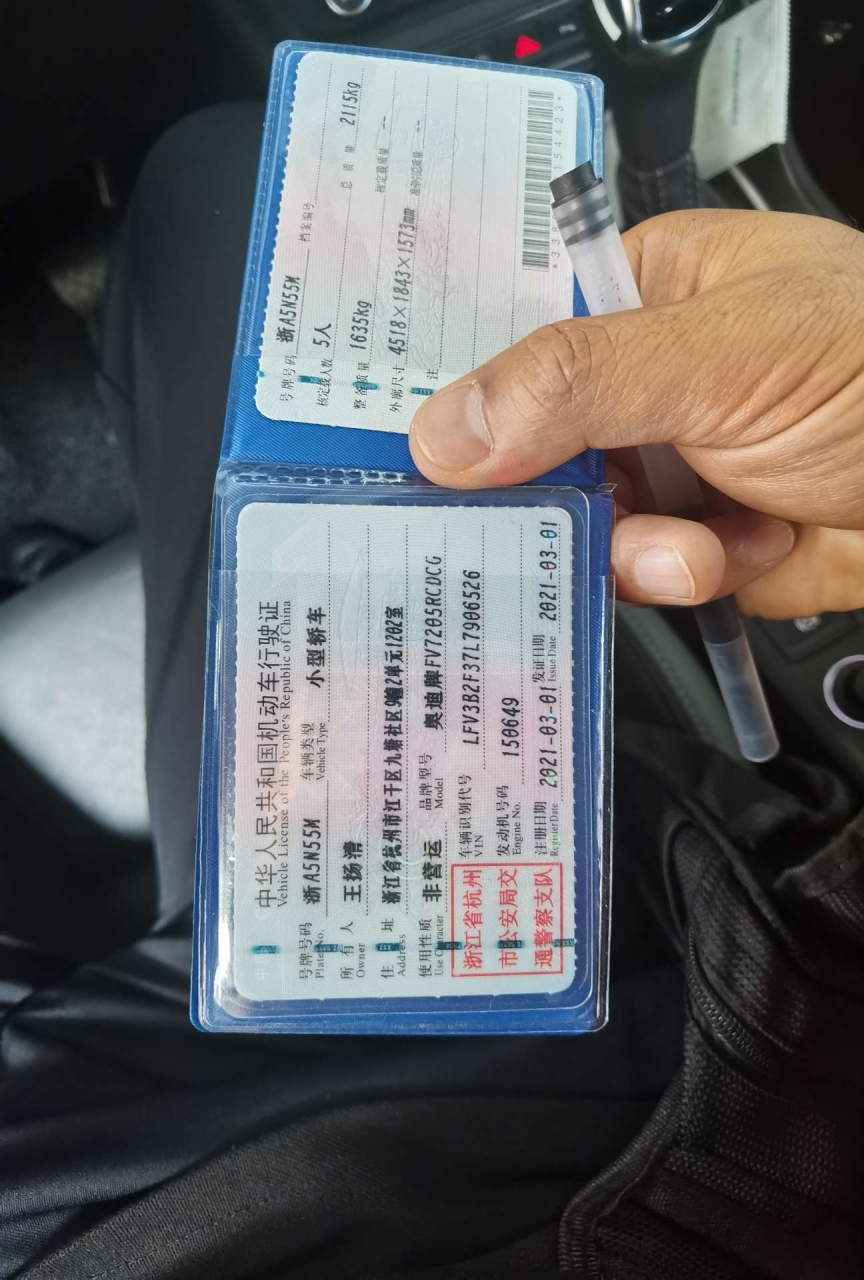 中华人民共和国机动车行驶证
Vehicle License of the People's Republic of China
号牌号码 浙A5N55M 车辆类型 小型轿车
Plate No. Vehicle Type
所有人 王扬清
Owner
住址 浙江省杭州市江干区九塘社区 2单元1202室
Address
使用性质 非营运 品牌型号 奥迪牌FV7205RCDCG
Use Character Model
浙江省杭州
市公安局交
通警察支队
车辆识别代号 LFV3B2F37L7906526
VIN
发动机号码 150649
Engine No.
注册日期 2021-03-01 发证日期 2021-03-01
Register Date Issue Date
号牌号码 浙A5N55M 档案编号
核定载人数 5人 总质量 2115kg
整备质量 1635kg 核定载质量 --
外廓尺寸 4518×1843×1573mm 准牵引总质量 --
注